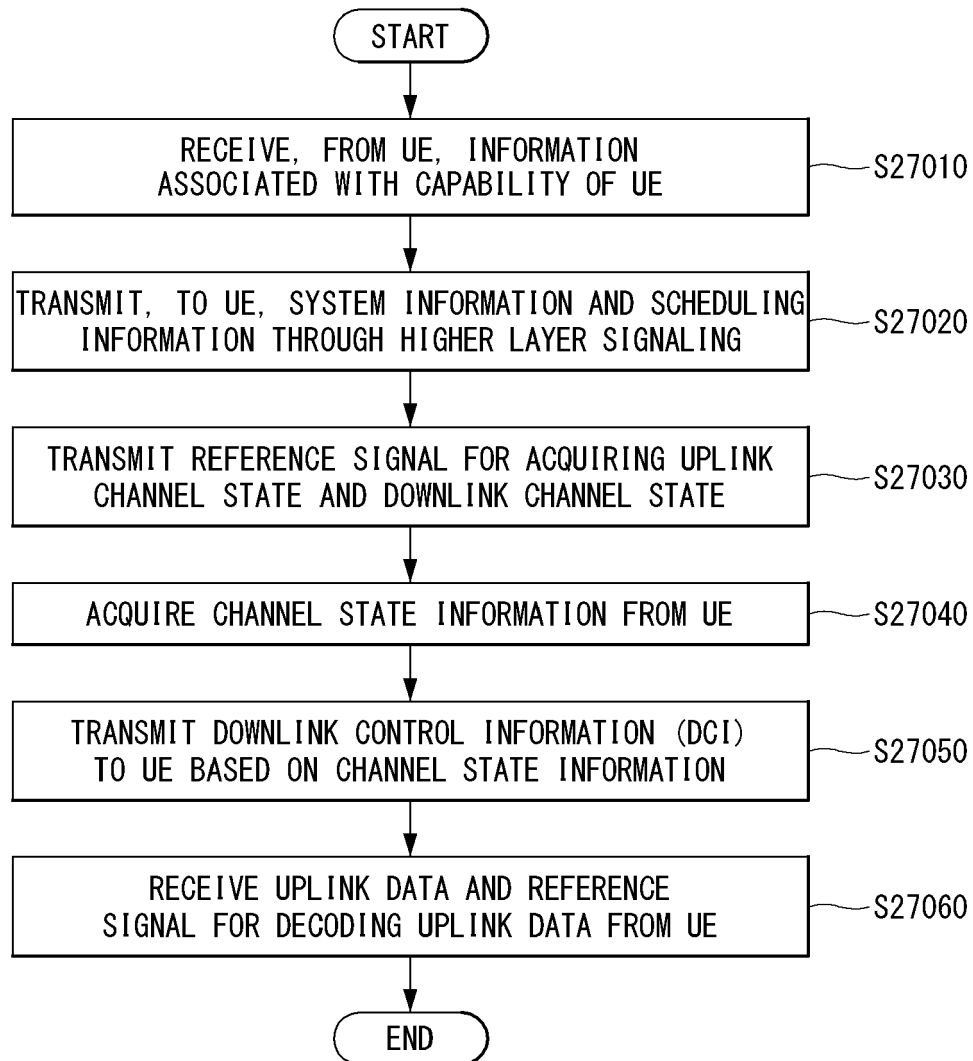 START
RECEIVE, FROM UE, INFORMATION
ASSOCIATED WITH CAPABILITY OF UE
S27010
TRANSMIT, TO UE, SYSTEM INFORMATION AND SCHEDULING
INFORMATION THROUGH HIGHER LAYER SIGNALING
S27020
TRANSMIT REFERENCE SIGNAL FOR ACQUIRING UPLINK
CHANNEL STATE AND DOWNLINK CHANNEL STATE
S27030
ACQUIRE CHANNEL STATE INFORMATION FROM UE
S27040
TRANSMIT DOWNLINK CONTROL INFORMATION (DCI)
TO UE BASED ON CHANNEL STATE INFORMATION
S27050
RECEIVE UPLINK DATA AND REFERENCE
SIGNAL FOR DECODING UPLINK DATA FROM UE
S27060
END